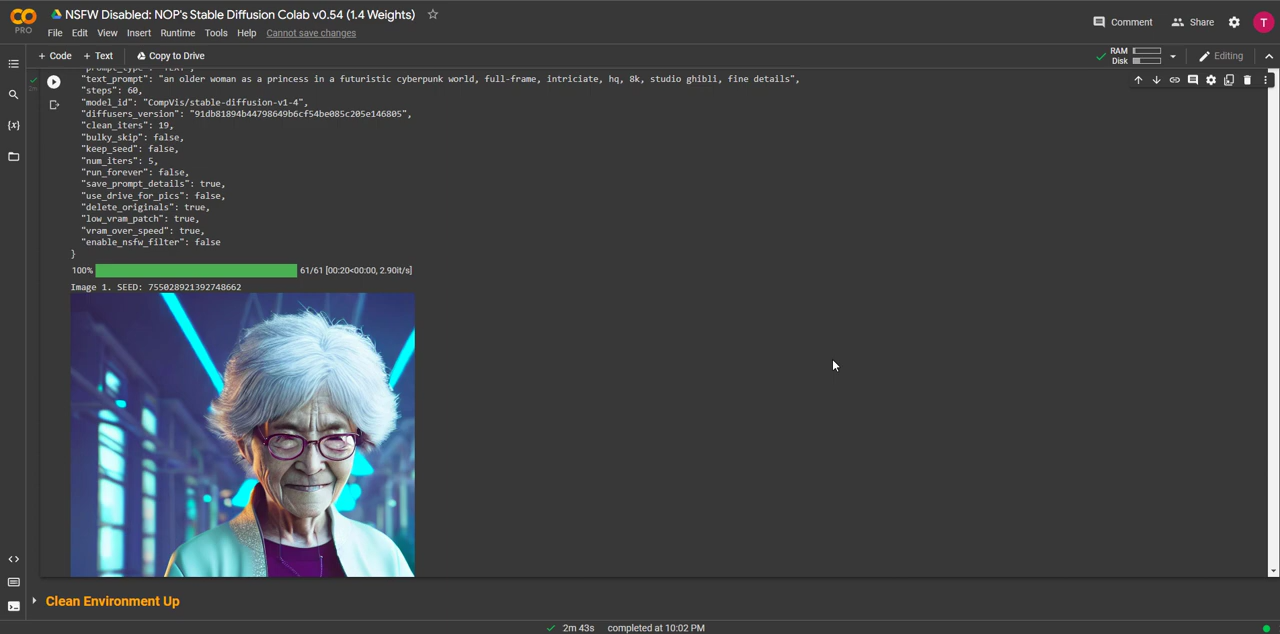 NSFW Disabled: NOP's Stable Diffusion Colab v0.54 (1.4 Weights)
PRO
File Edit View Insert Runtime Tools Help Cannot save changes
Comment Share T
+ Code + Text Copy to Drive
RAM
Disk
Editing
"text_prompt": "an older woman as a princess in a futuristic cyberpunk world, full-frame, intriciate, hq, 8k, studio ghibli, fine details",
"steps": 60,
"model_id": "CompVis/stable-diffusion-v1-4",
"diffusers_version": "91db81894b44798649b6cf54be085c205e146805",
"clean_iters": 19,
"bulky_skip": false,
"keep_seed": false,
"num_iters": 5,
"run_forever": false,
"save_prompt_details": true,
"use_drive_for_pics": false,
"delete_originals": true,
"low_vram_patch": true,
"vram_over_speed": true,
"enable_nsfw_filter": false
}
100% 61/61 [00:20<00:00, 2.90it/s]
Image 1. SEED: 755028921392748662
Clean Environment Up
2m 43s completed at 10:02 PM